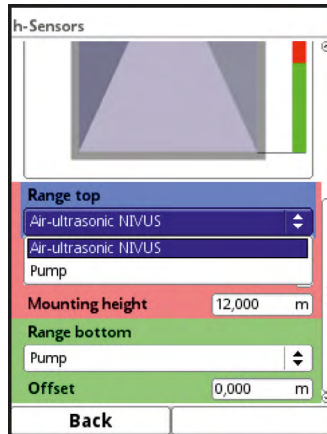 h-Sensors
Range top
Air-ultrasonic NIVUS
Air-ultrasonic NIVUS
Pump
Mounting height 12,000 m
Range bottom
Pump
Offset 0,000 m
Back